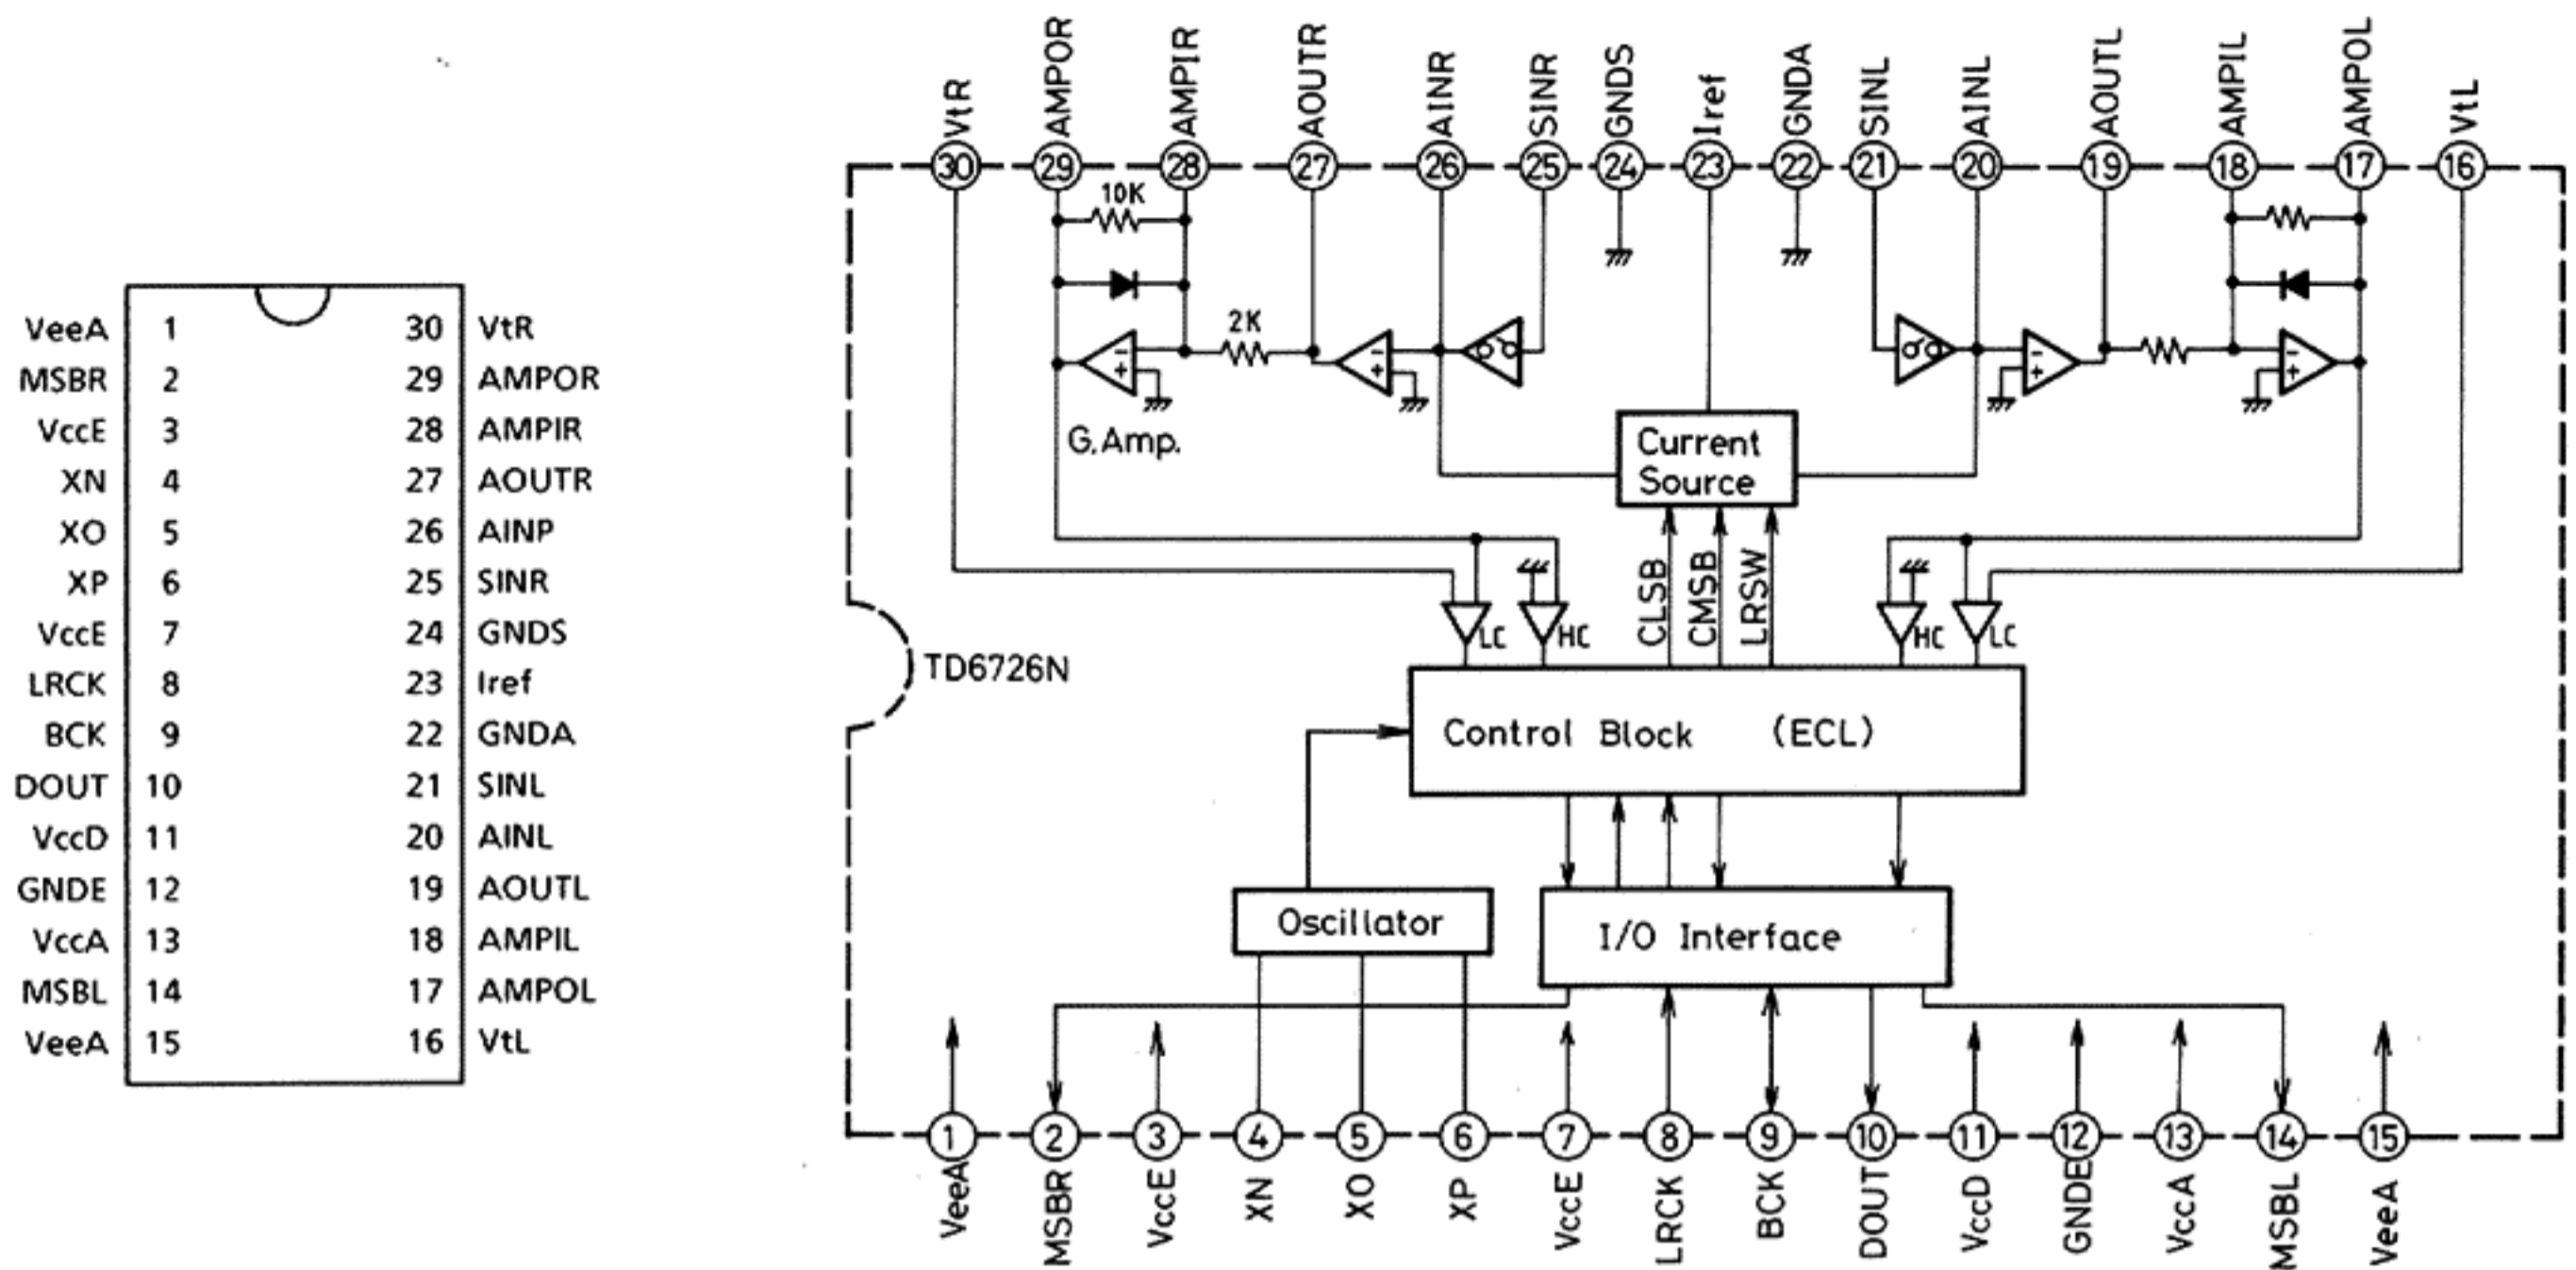 VeeA 1 30 VtR
MSBR 2 29 AMPOR
VccE 3 28 AMPIR
XN 4 27 AOUTR
XO 5 26 AINP
XP 6 25 SINR
VccE 7 24 GNDS
LRCK 8 23 Iref
BCK 9 22 GNDA
DOUT 10 21 SINL
VccD 11 20 AINL
GNDE 12 19 AOUTL
VccA 13 18 AMPIL
MSBL 14 17 AMPOL
VeeA 15 16 VtL
VtR AMPOR AMPIR AOUTR AINR SINR GNDS Iref GNDA SINL AINL AOUTL AMPIL AMPOL VtL
30 29 28 27 26 25 24 23 22 21 20 19 18 17 16
10K
2K
- + - + - + - +
G.Amp.
Current
Source
CLSB CMSB LRSW
LC HC HC LC
TD6726N
Control Block (ECL)
Oscillator
I/O Interface
1 2 3 4 5 6 7 8 9 10 11 12 13 14 15
VeeA MSBR VccE XN XO XP VccE LRCK BCK DOUT VccD GNDE VccA MSBL VeeA